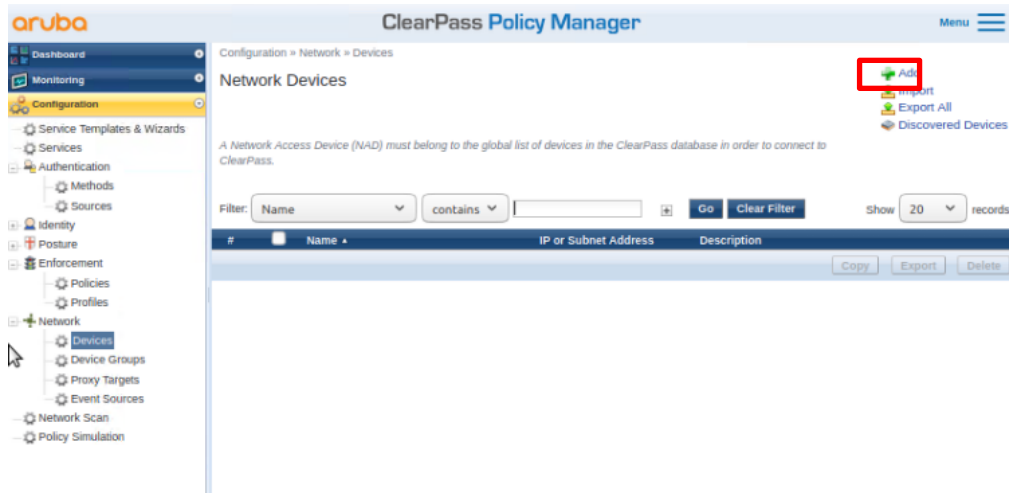 aruba
ClearPass Policy Manager
Menu
Dashboard
Monitoring
Configuration
Service Templates & Wizards
Services
Authentication
Methods
Sources
Identity
Posture
Enforcement
Policies
Profiles
Network
Devices
Device Groups
Proxy Targets
Event Sources
Network Scan
Policy Simulation
Configuration » Network » Devices
Network Devices
Add
Import
Export All
Discovered Devices
A Network Access Device (NAD) must belong to the global list of devices in the ClearPass database in order to connect to
ClearPass.
Filter: Name contains Go Clear Filter Show 20 records
# Name IP or Subnet Address Description
Copy Export Delete